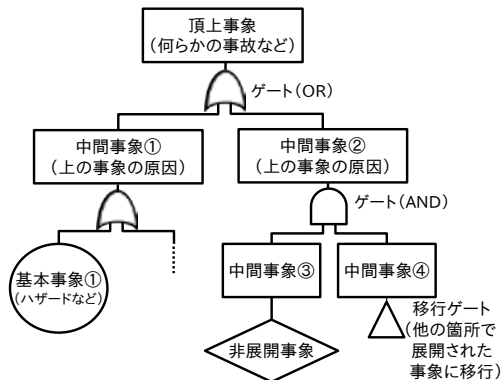 頂上事象
(何らかの事故など)
ゲート(OR)
中間事象①
(上の事象の原因)
中間事象②
(上の事象の原因)
ゲート(AND)
基本事象①
(ハザードなど)
中間事象③
中間事象④
非展開事象
移行ゲート
(他の箇所で
展開された
事象に移行)